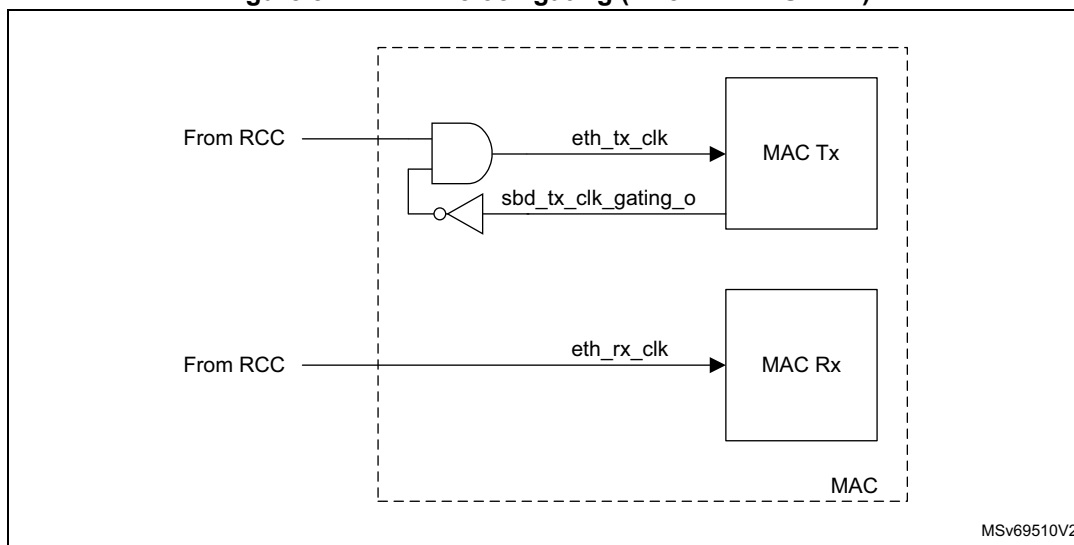 From RCC
eth_tx_clk
MAC Tx
sbd_tx_clk_gating_o
From RCC
eth_rx_clk
MAC Rx
MAC
MSv69510V2